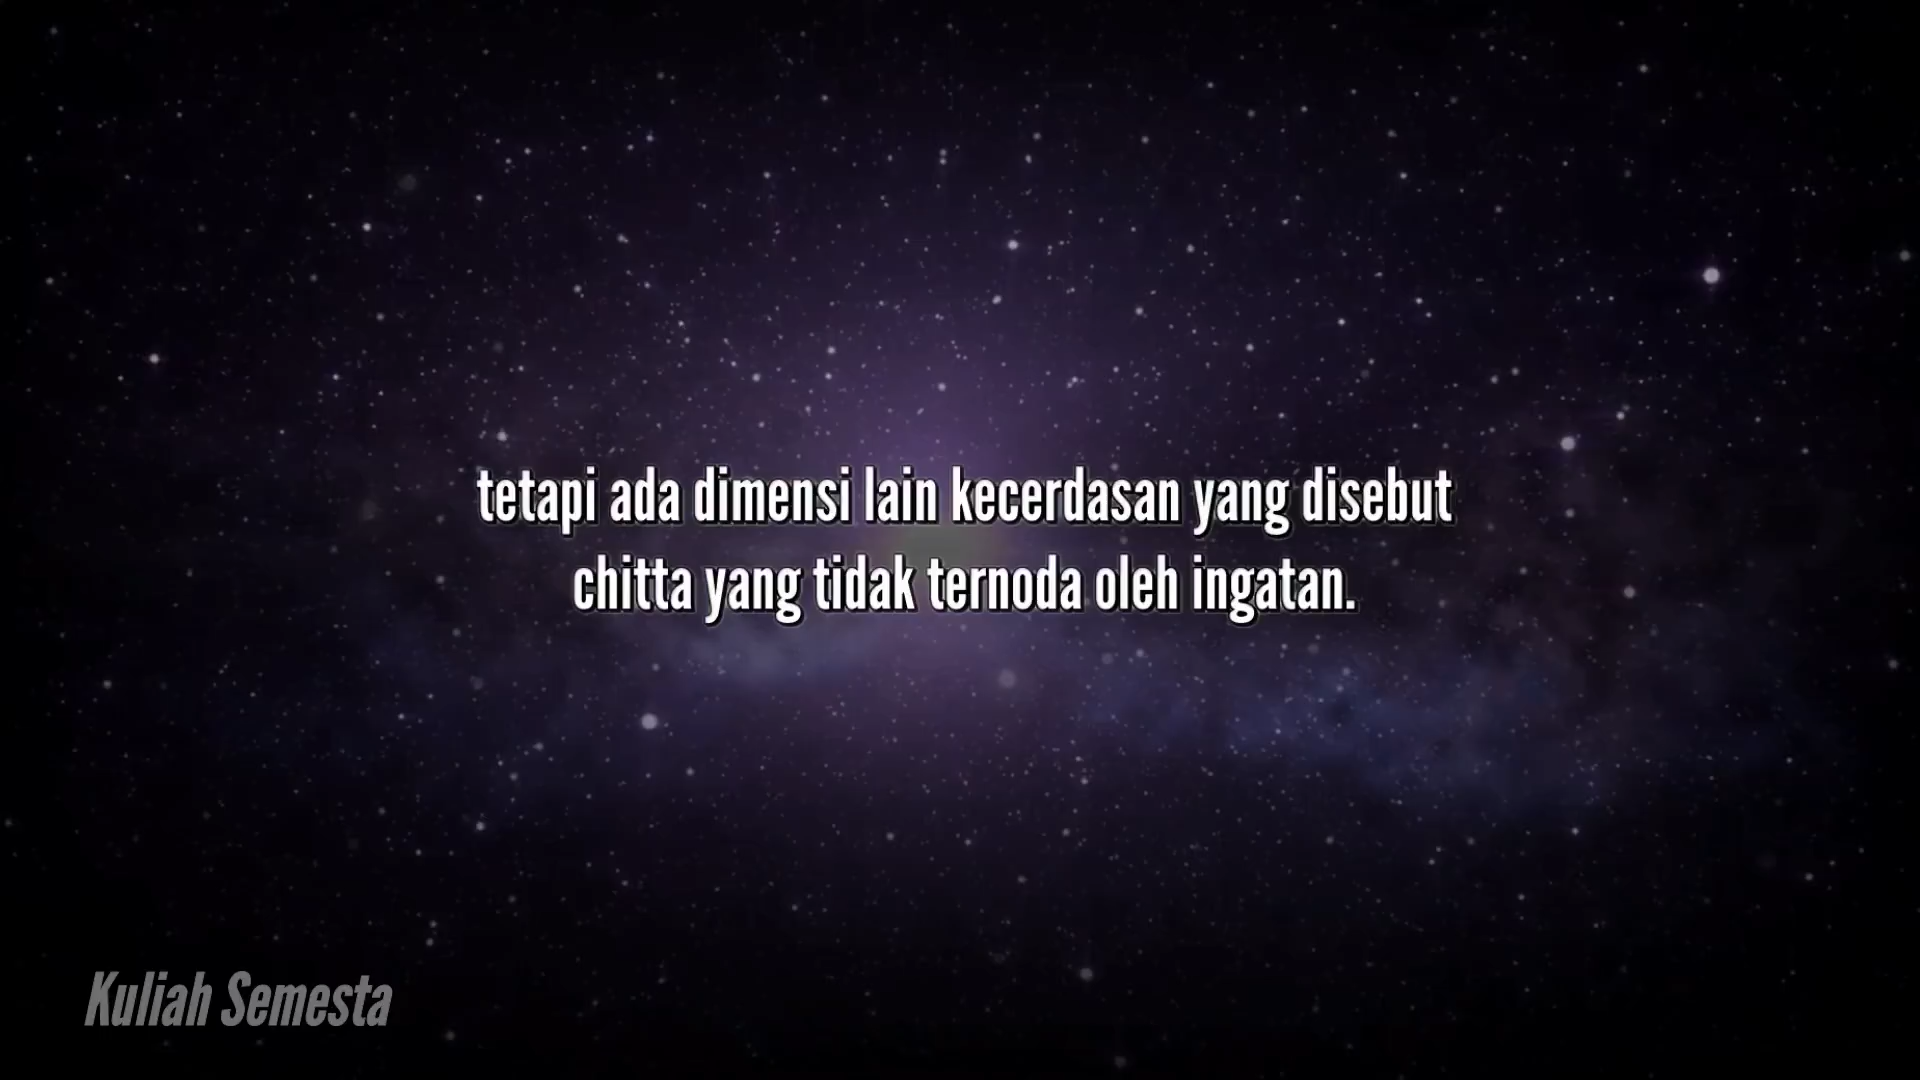 tetapi ada dimensi lain kecerdasan yang disebut
chitta yang tidak ternoda oleh ingatan.
Kuliah Semesta